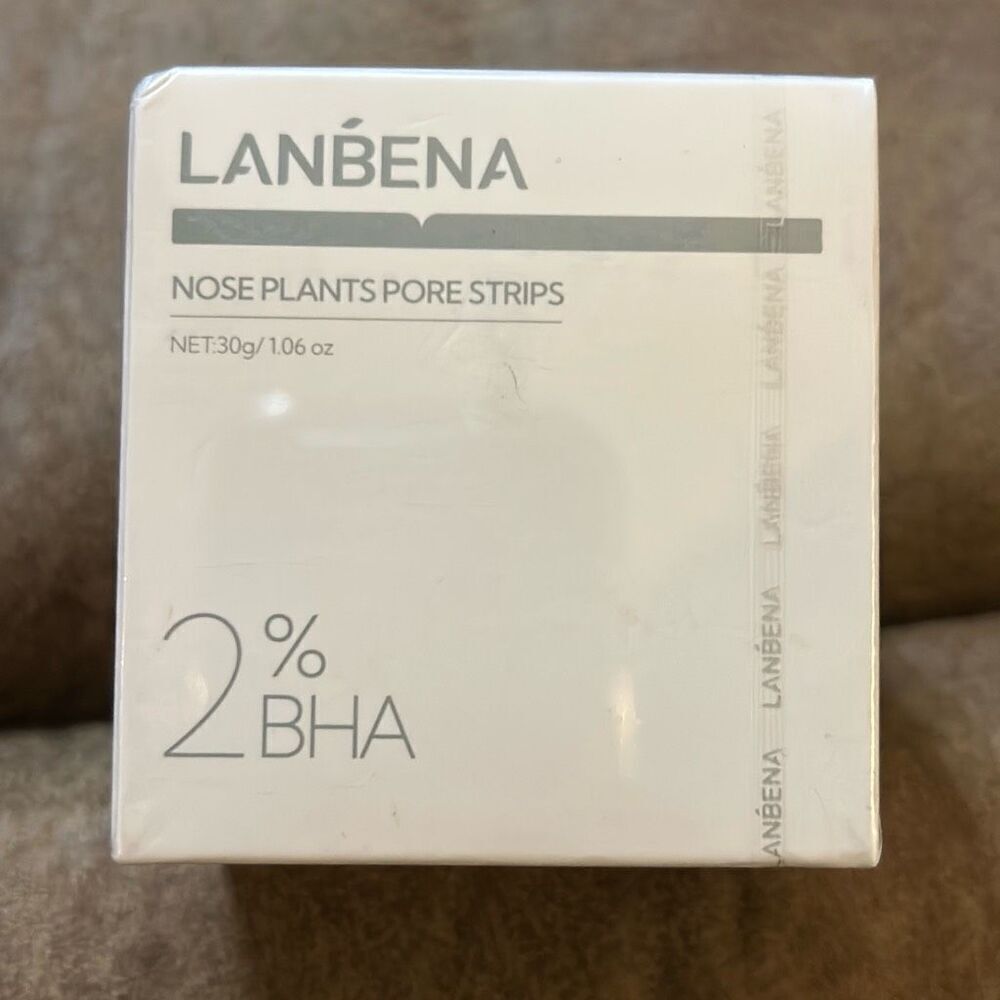 LANBENA
NOSE PLANTS PORE STRIPS
NET:30g/1.06 oz
2%
BHA
LANBENA
LANBENA
LANBENA
LANBENA
LANBENA